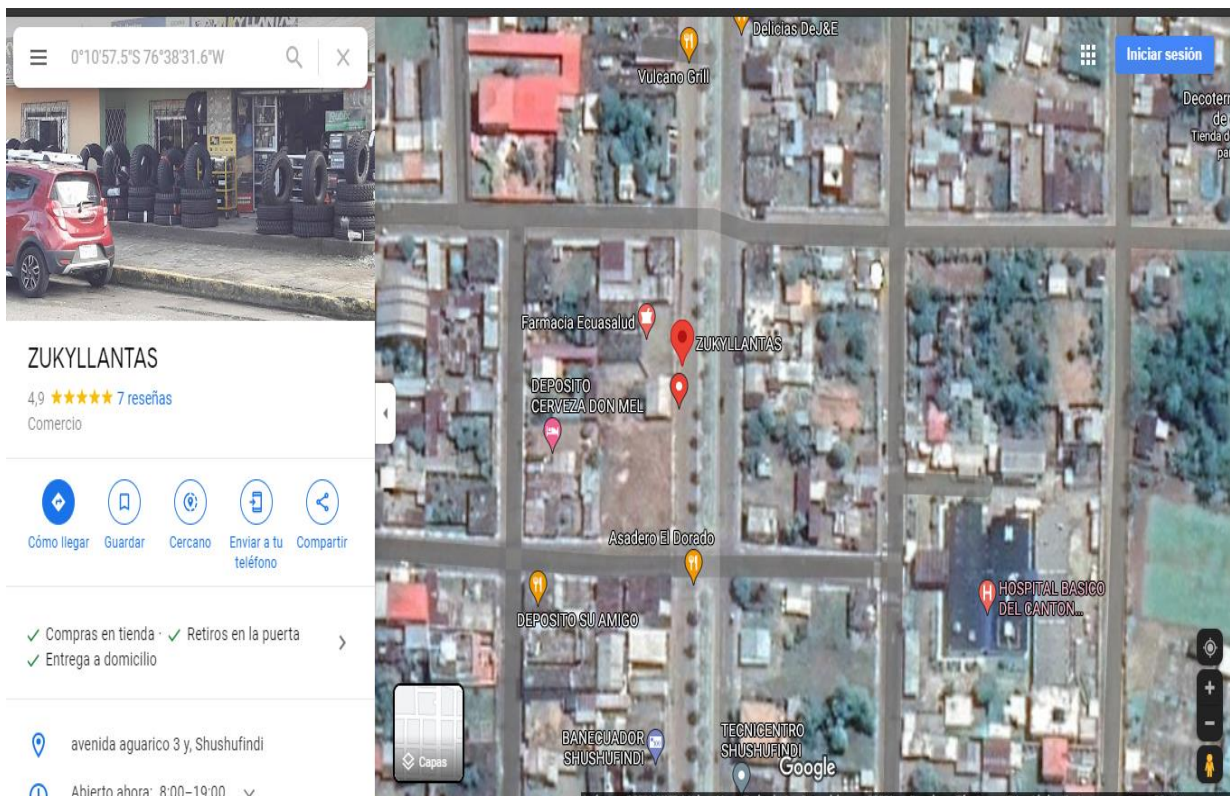 0°10'57.5"S 76°38'31.6"W
ZUKYLLANTAS
4,9
7 reseñas
Comercio
Cómo llegar
Guardar
Cercano
Enviar a tu
teléfono
Compartir
Compras en tienda ·
Retiros en la puerta
Entrega a domicilio
avenida aguarico 3 y, Shushufindi
Abierto ahora: 8:00–19:00
Delicias DeJ&E
Vulcano Grill
Iniciar sesión
Tienda d
Farmacia Ecuasalud
ZUKYLLANTAS
DEPOSITO
CERVEZA DON MEL
Asadero El Dorado
DEPOSITO SU AMIGO
HOSPITAL BASICO
DEL CANTON...
BANECUADOR
SHUSHUFINDI
TECNICENTRO
SHUSHUFINDI
Capas
Google